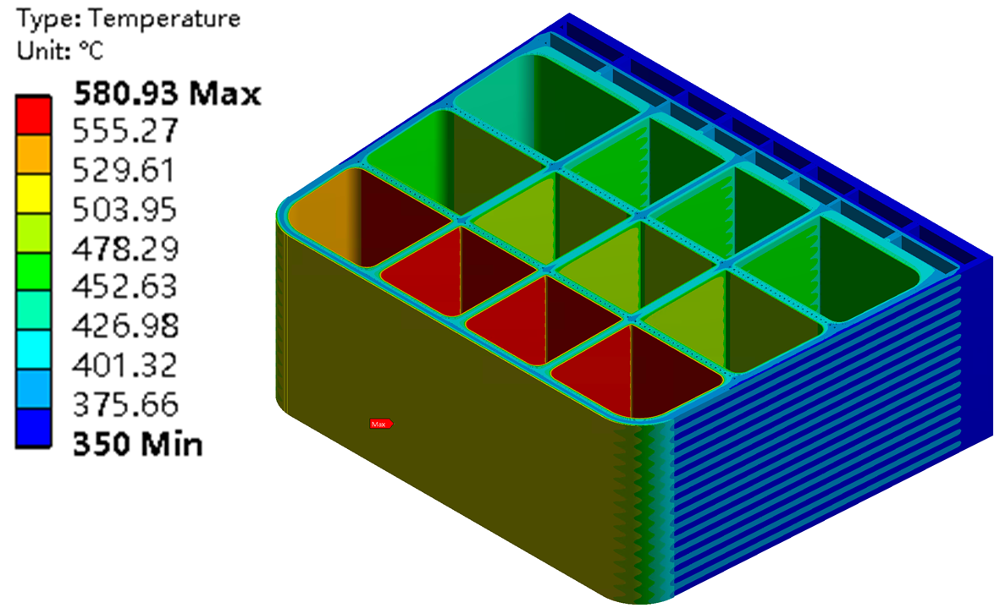 Type: Temperature
Unit: °C
580.93 Max
555.27
529.61
503.95
478.29
452.63
426.98
401.32
375.66
350 Min
Max